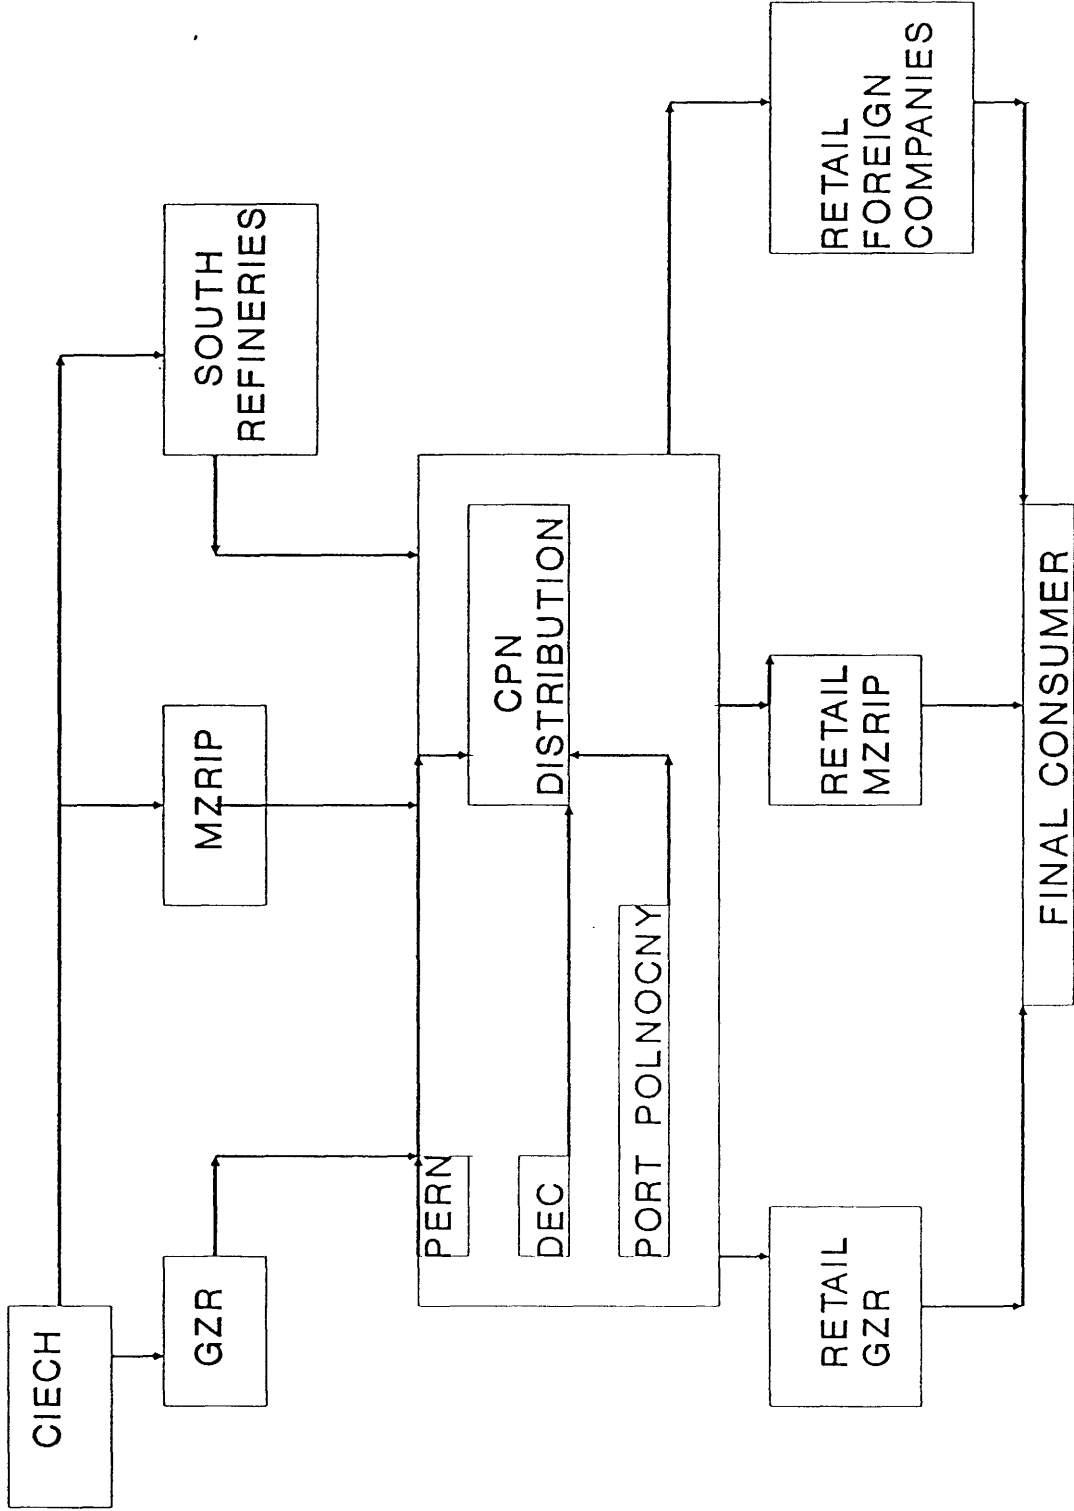 CIECH
GZR
MZRIP
SOUTH
REFINERIES
PERN
DEC
PORT POLNOCNY
CPN
DISTRIBUTION
RETAIL
GZR
RETAIL
MZRIP
RETAIL
FOREIGN
COMPANIES
FINAL CONSUMER